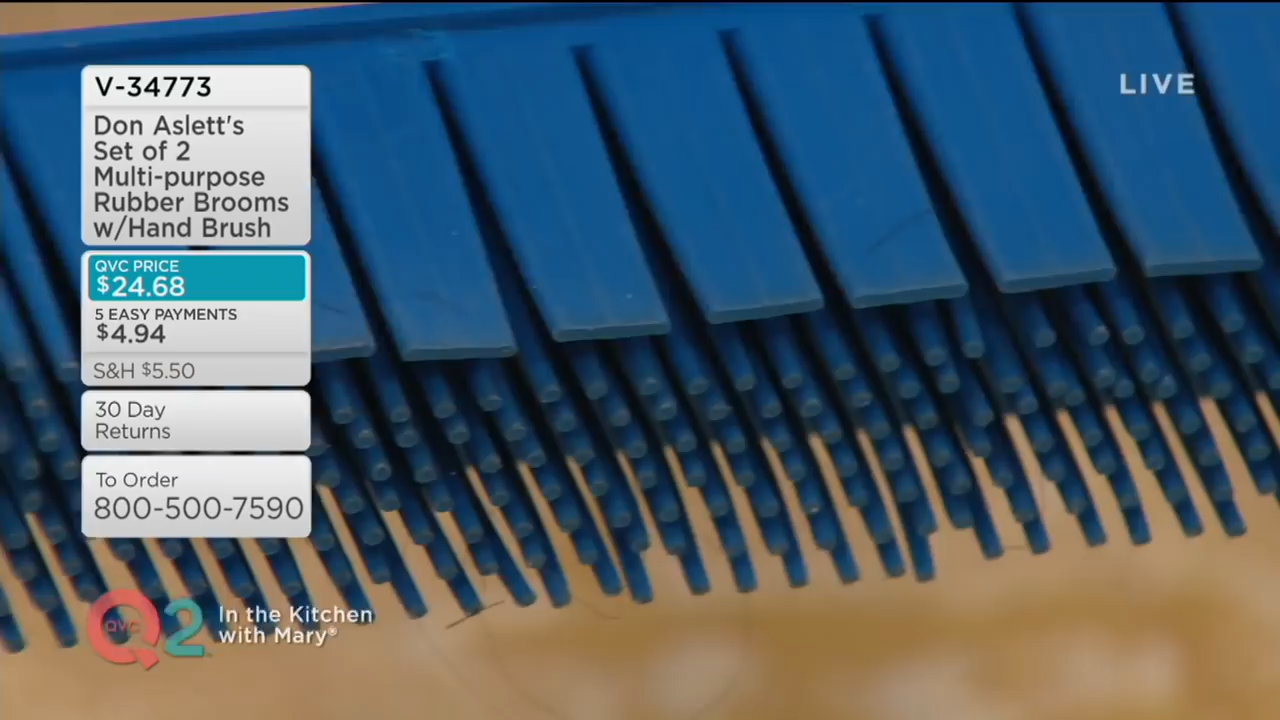 V-34773
Don Aslett's
Set of 2
Multi-purpose
Rubber Brooms
w/Hand Brush
QVC PRICE
$24.68
5 EASY PAYMENTS
$4.94
S&H $5.50
30 Day
Returns
To Order
800-500-7590
LIVE
QVC
Q2
In the Kitchen
with Mary®